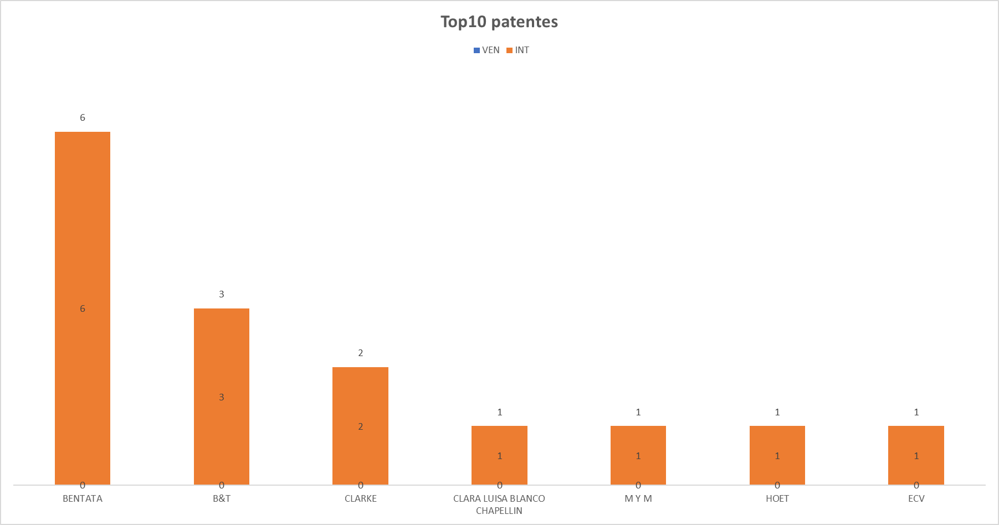 Top10 patentes
VEN INT
6
3
2
1 1 1 1
6
3
2
1 1 1 1
0 0 0 0 0 0 0
BENTATA B&T CLARKE CLARA LUISA BLANCO CHAPELLIN M Y M HOET ECV